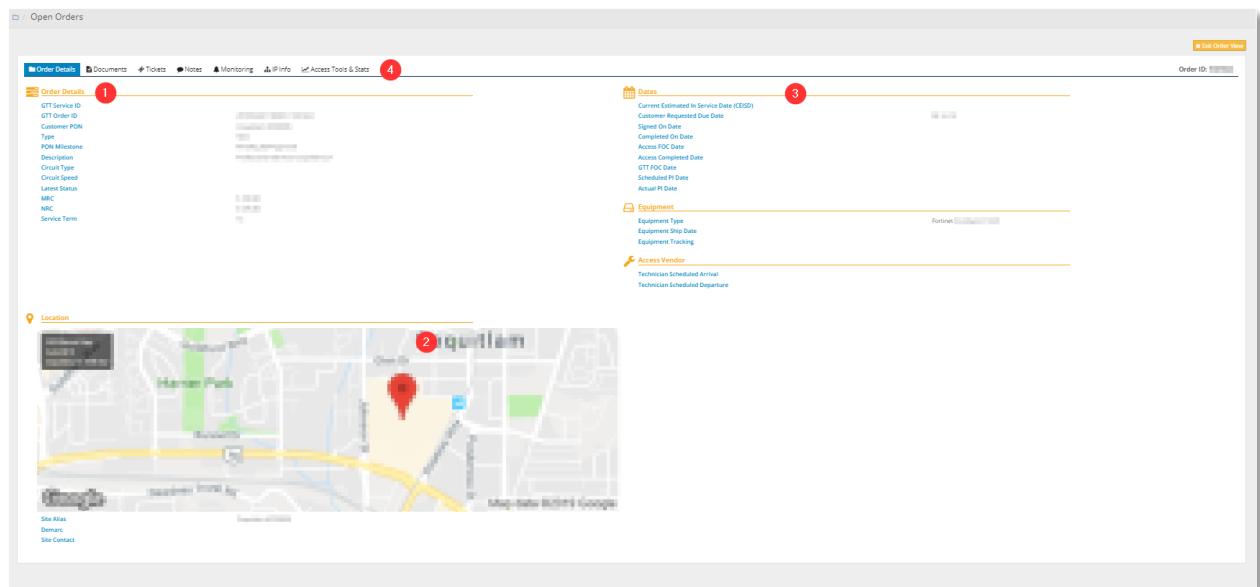 / Open Orders
Exit Order View
Order Details Documents Tickets Notes Monitoring IP Info Access Tools & Stats 4 Order ID:
Order Details 1
GTT Service ID
GTT Order ID
Customer PON
Type
PON Milestone
Description
Circuit Type
Circuit Speed
Latest Status
MRC
NRC
Service Term
Dates 3
Current Estimated In Service Date (CEISD)
Customer Requested Due Date
Signed On Date
Completed On Date
Access FOC Date
Access Completed Date
GTT FOC Date
Scheduled PI Date
Actual PI Date
Equipment
Equipment Type Fortinet
Equipment Ship Date
Equipment Tracking
Access Vendor
Technician Scheduled Arrival
Technician Scheduled Departure
Location
2
Google
Site Alias
Demarc
Site Contact